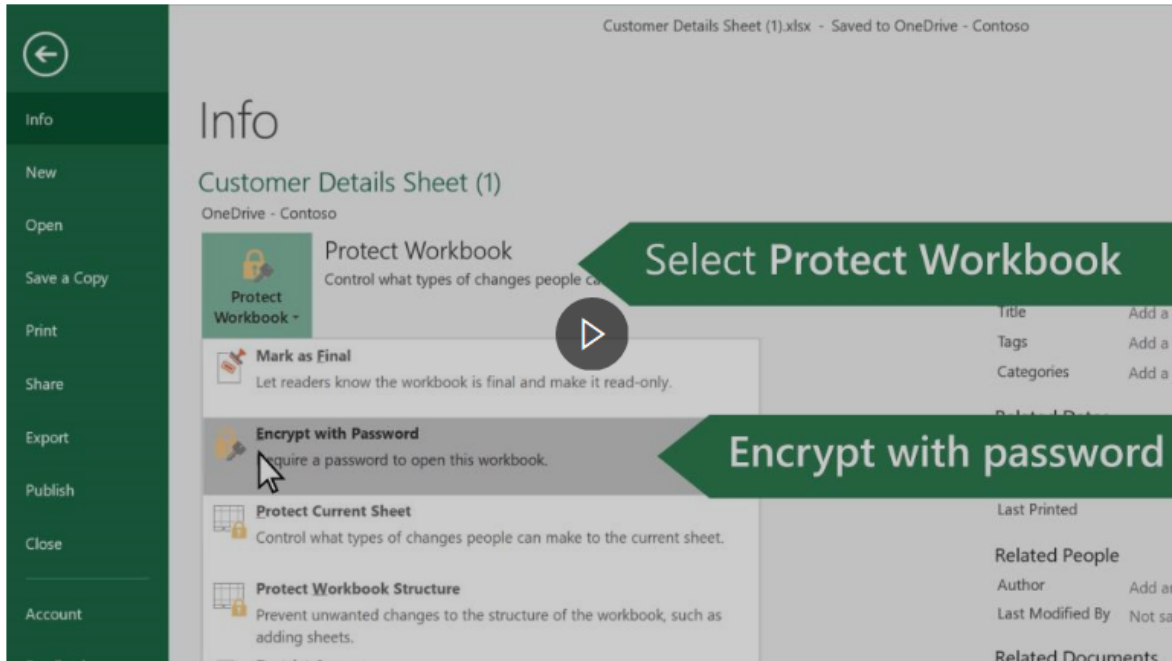 Customer Details Sheet (1).xlsx - Saved to OneDrive - Contoso
Info
Info
New
Customer Details Sheet (1)
OneDrive - Contoso
Open
Protect Workbook
Select Protect Workbook
Save a Copy
Control what types of changes people
Protect
Workbook
Title Add a
Print
Tags Add a
Mark as Final
Let readers know the workbook is final and make it read-only.
Categories Add a
Share
Export
Encrypt with Password
Encrypt with password
Require a password to open this workbook.
Publish
Protect Current Sheet
Last Printed
Control what types of changes people can make to the current sheet.
Close
Related People
Protect Workbook Structure
Author Add
Account
Prevent unwanted changes to the structure of the workbook, such as
adding sheets.
Last Modified By Not
Related Documents